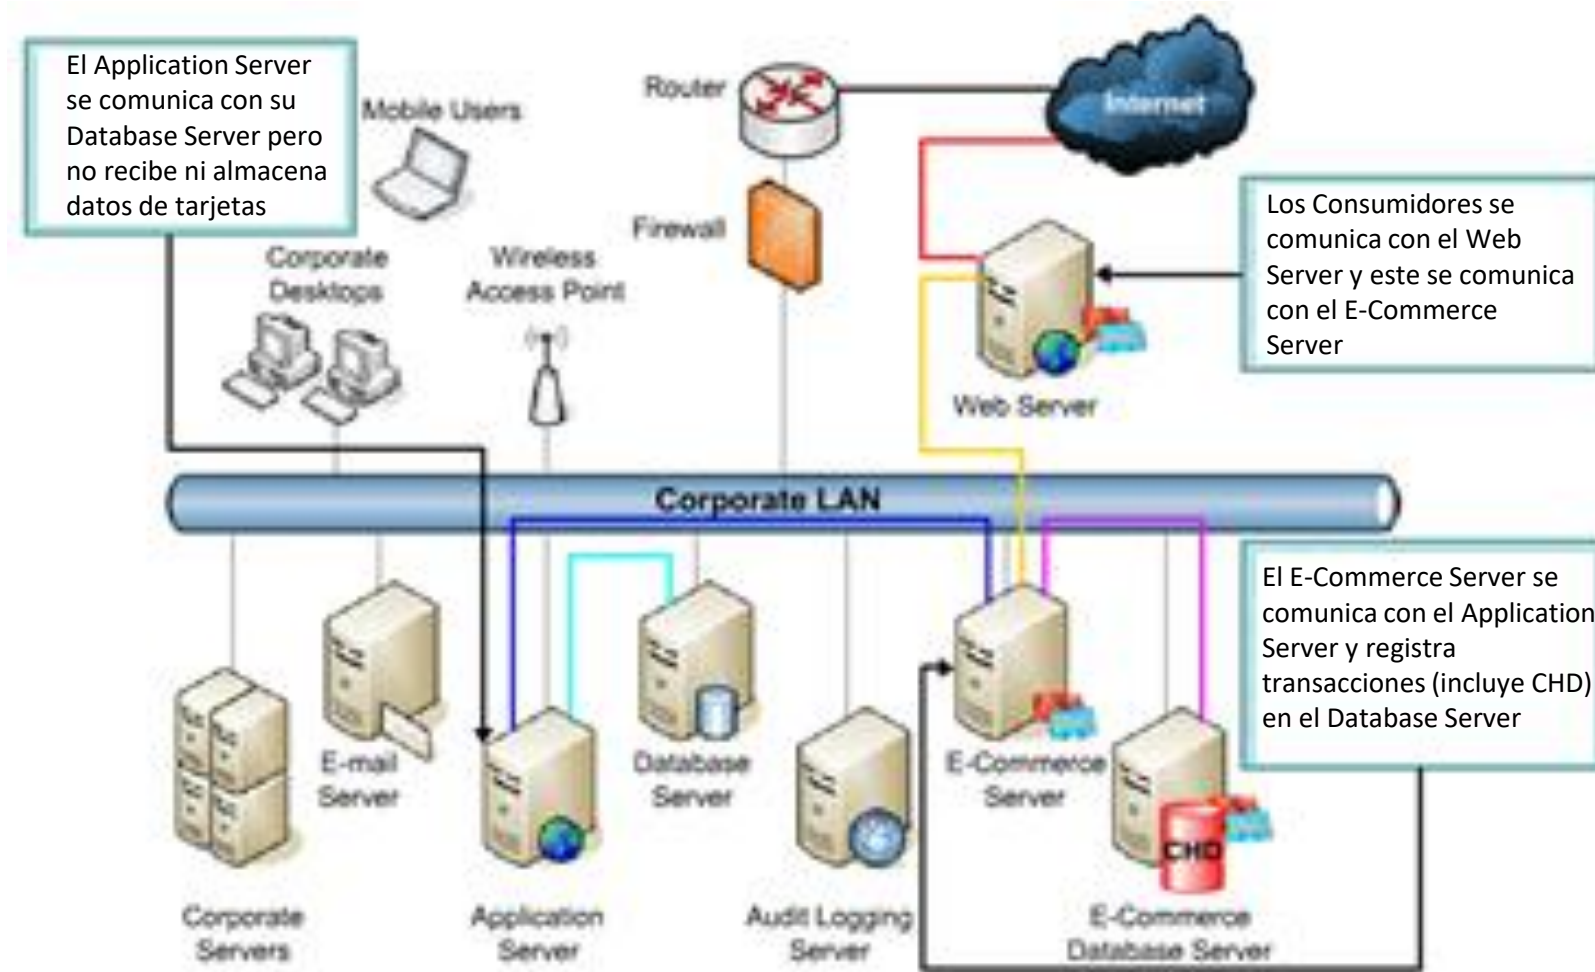 El Application Server
se comunica con su
Database Server pero
no recibe ni almacena
datos de tarjetas
Mobile Users
Router
Internet
Firewall
Los Consumidores se
comunica con el Web
Server y este se comunica
con el E-Commerce
Server
Corporate
Desktops
Wireless
Access Point
Web Server
Corporate LAN
El E-Commerce Server se
comunica con el Application
Server y registra
transacciones (incluye CHD)
en el Database Server
E-mail
Server
Database
Server
E-Commerce
Server
CHD
Corporate
Servers
Application
Server
Audit Logging
Server
E-Commerce
Database Server